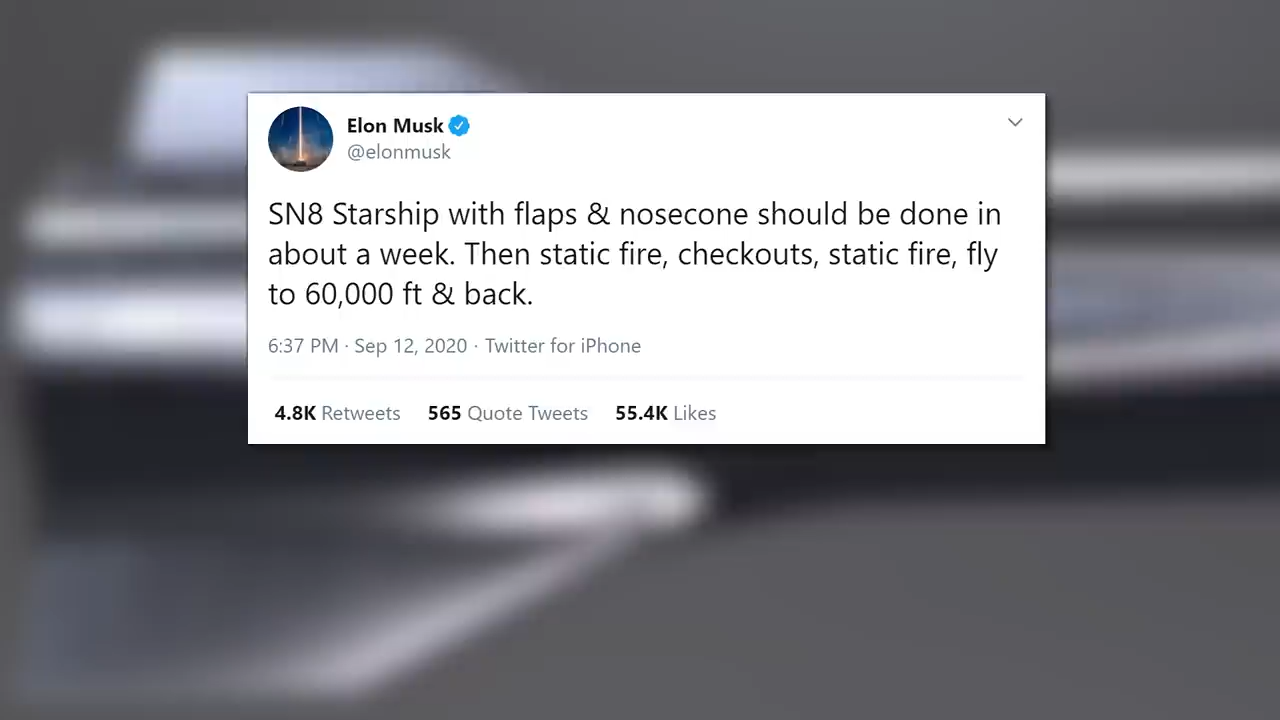 Elon Musk
@elonmusk
SN8 Starship with flaps & nosecone should be done in
about a week. Then static fire, checkouts, static fire, fly
to 60,000 ft & back.
6:37 PM · Sep 12, 2020 · Twitter for iPhone
4.8K Retweets 565 Quote Tweets 55.4K Likes